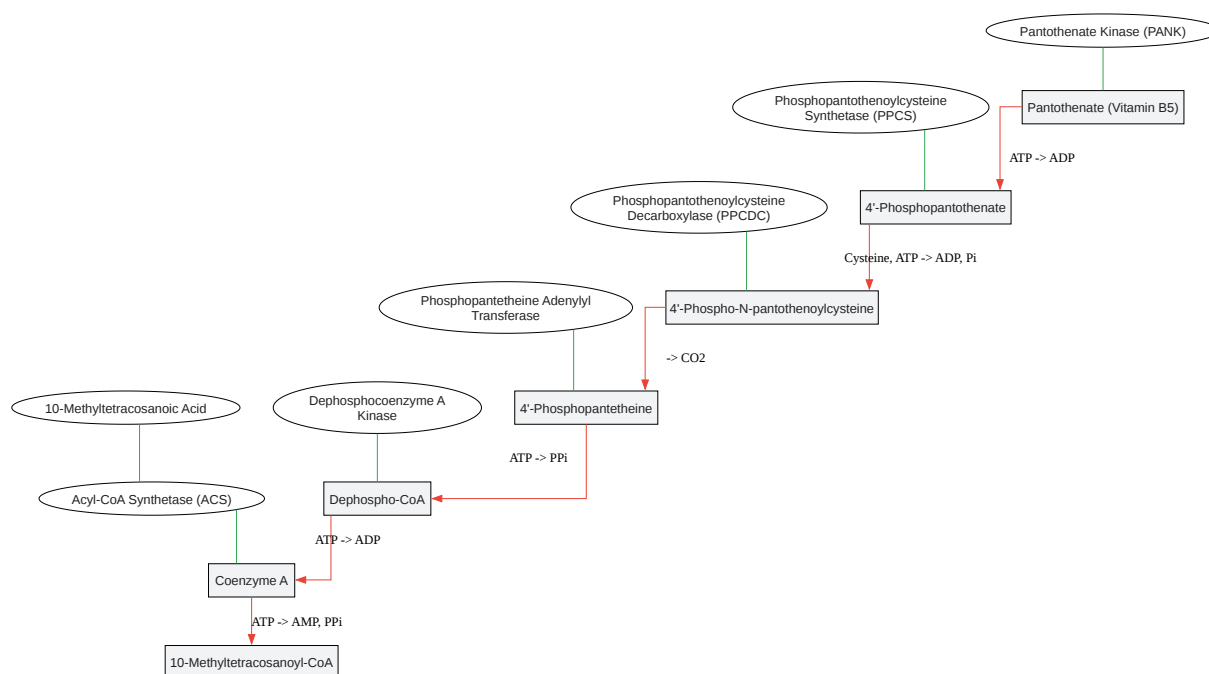 Pantothenate Kinase (PANK)
Phosphopantothenoylcysteine
Synthetase (PPCS)
Pantothenate (Vitamin B5)
ATP -> ADP
Phosphopantothenoylcysteine
Decarboxylase (PPCDC)
4'-Phosphopantothenate
Cysteine, ATP -> ADP, Pi
Phosphopantetheine Adenylyl
Transferase
4'-Phospho-N-pantothenoylcysteine
-> CO2
10-Methyltetracosanoic Acid
Dephosphocoenzyme A
Kinase
4'-Phosphopantetheine
ATP -> PPi
Acyl-CoA Synthetase (ACS)
Dephospho-CoA
ATP -> ADP
Coenzyme A
ATP -> AMP, PPi
10-Methyltetracosanoyl-CoA